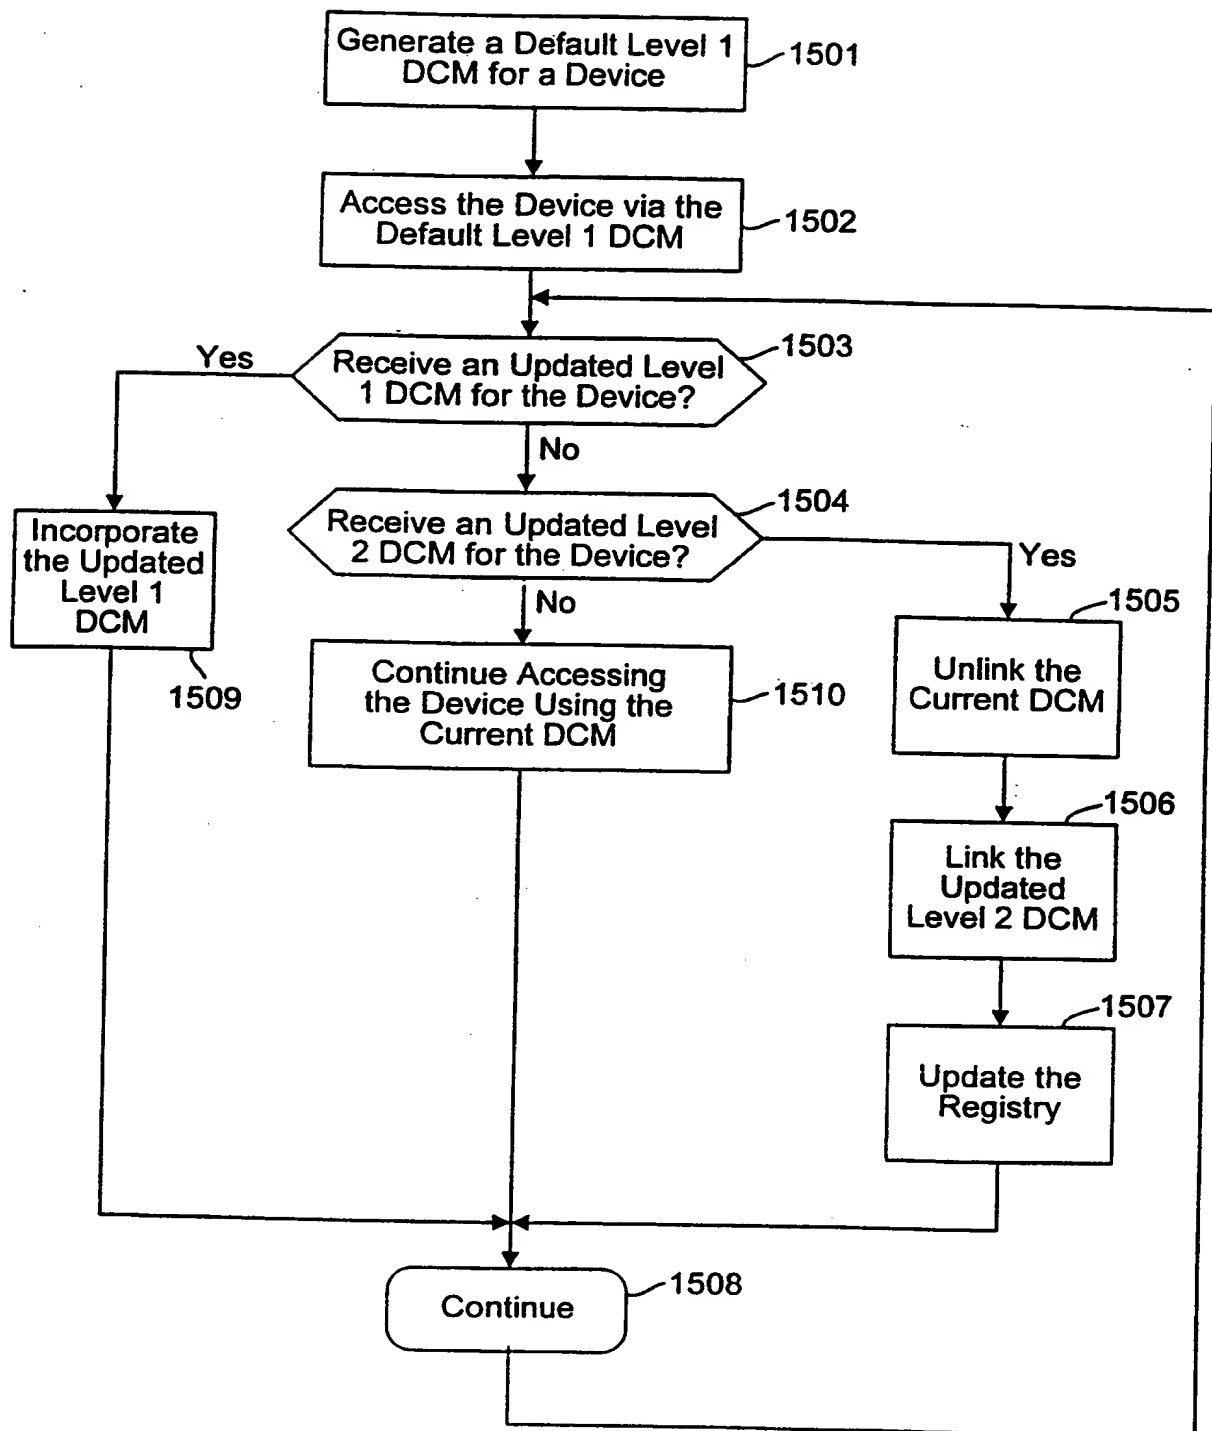 Generate a Default Level 1
DCM for a Device
1501
Access the Device via the
Default Level 1 DCM
1502
Yes
Receive an Updated Level
1 DCM for the Device?
1503
No
Receive an Updated Level
2 DCM for the Device?
1504
Yes
Incorporate
the Updated
Level 1
DCM
1509
No
Continue Accessing
the Device Using the
Current DCM
1510
1505
Unlink the
Current DCM
1506
Link the
Updated
Level 2 DCM
1507
Update the
Registry
Continue
1508